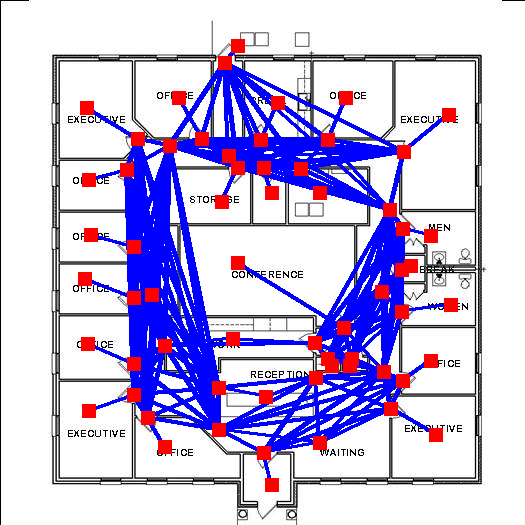 OFFICE
OFFICE
EXECUTIVE
EXECUTIVE
OFFICE
STORAGE
OFFICE
MEN
CONFERENCE
BREAK
OFFICE
WOMEN
OFFICE
RECEPTION
OFFICE
EXECUTIVE
EXECUTIVE
OFFICE
WAITING